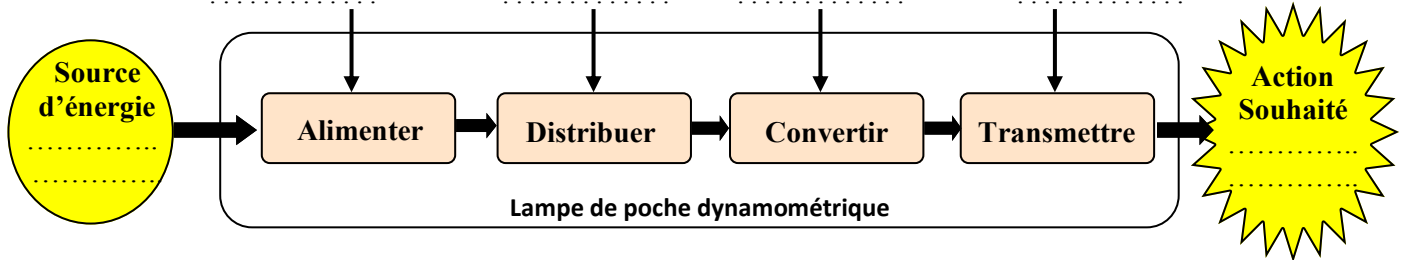 . . . . . . . . . . . . . . . . . . . . . . . . . . . . . . . . . . . . . . . . . . . . . . . . . . . . . . . .
Source
d’énergie
. . . . . . . . . . . . .
. . . . . . . . . . . . .
Alimenter
Distribuer
Convertir
Transmettre
Action
Souhaité
. . . . . . . . . . . . .
. . . . . . . . . . . . .
Lampe de poche dynamométrique